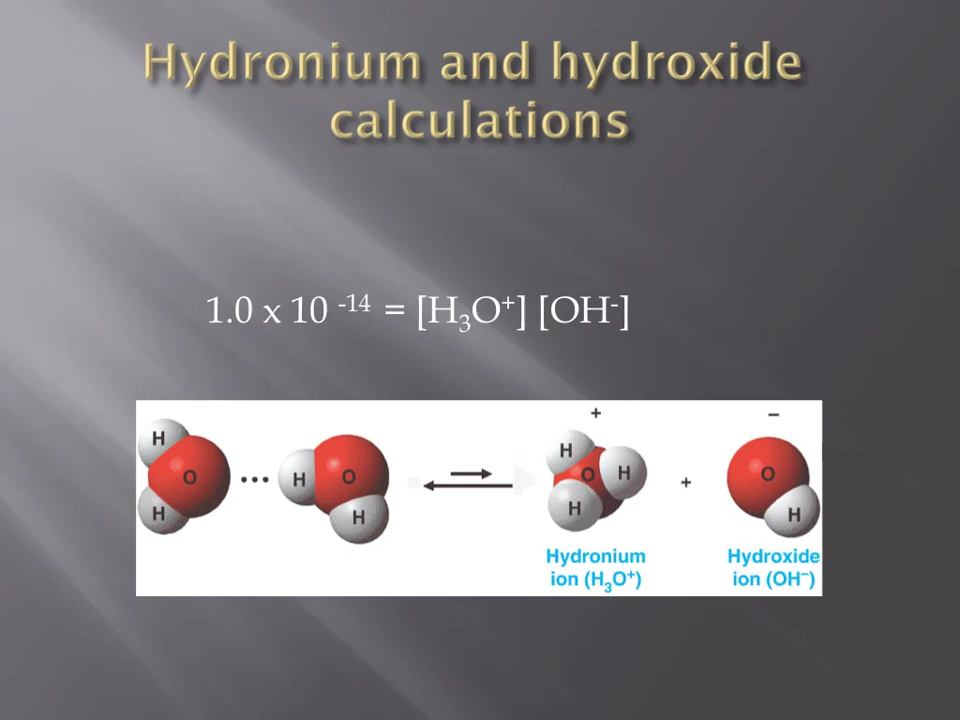 Hydronium and hydroxide
calculations
1.0 x 10 ⁻¹⁴ = [H₃O⁺] [OH⁻]
H
O
H
...
H
O
H
+
H
O
H
H
+
−
O
H
Hydronium
ion (H₃O⁺)
Hydroxide
ion (OH⁻)